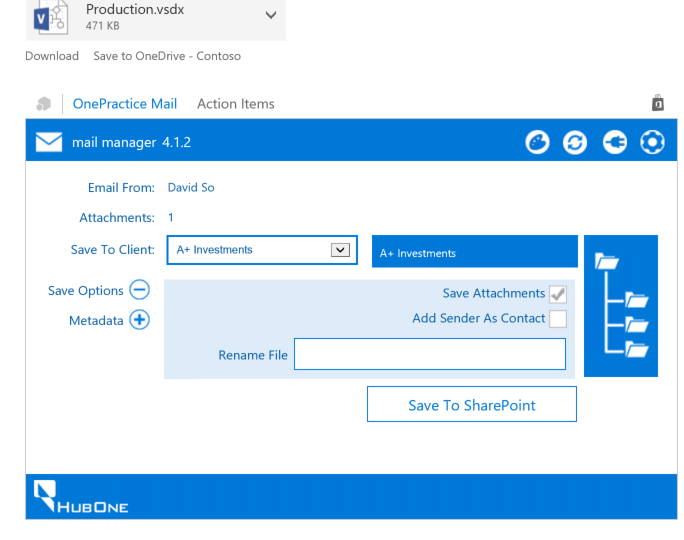 Production.vsdx
471 KB
Download Save to OneDrive - Contoso
OnePractice Mail Action Items
mail manager 4.1.2
Email From: David So
Attachments: 1
Save To Client: A+ Investments A+ Investments
Save Options Save Attachments
Metadata Add Sender As Contact
Rename File
Save To SharePoint
HUBONE